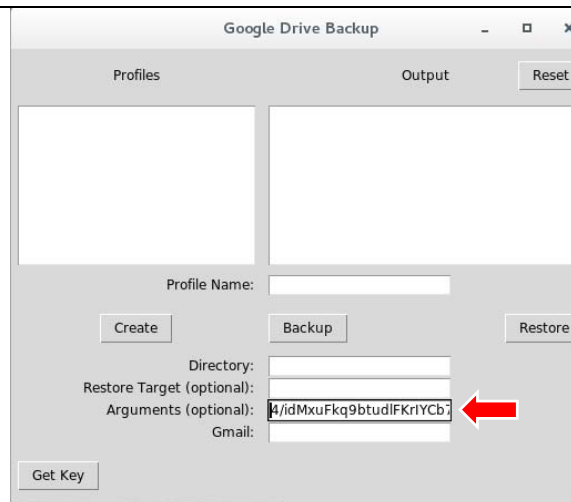 Google Drive Backup
Profiles Output Reset
Profile Name:
Create Backup Restore
Directory:
Restore Target (optional):
Arguments (optional): 4/idMxuFkq9btudlFKrIYCb7
Gmail:
Get Key